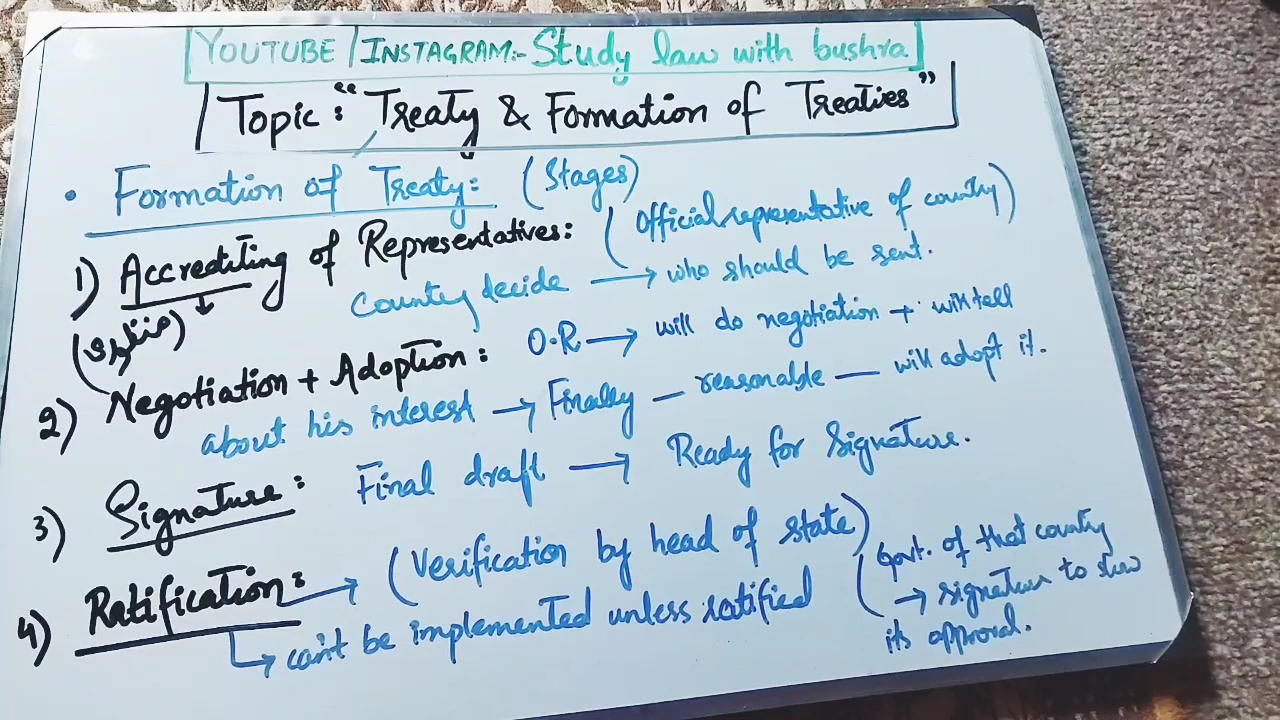 YOUTUBE / INSTAGRAM:- Study law with bushra
Topic: "Treaty & Formation of Treaties"
• Formation of Treaty: (Stages)
1) Accrediting of Representatives: (Official representative of country)
Country decide → who should be sent.
2) Negotiation + Adoption: O.R → will do negotiation + will tell
about his interest → Finally – reasonable – will adopt it.
3) Signature: Final draft → Ready for Signature.
4) Ratification: → (Verification by head of state)
↳ can't be implemented unless ratified
(Govt. of that county
→ signature to show
its approval.